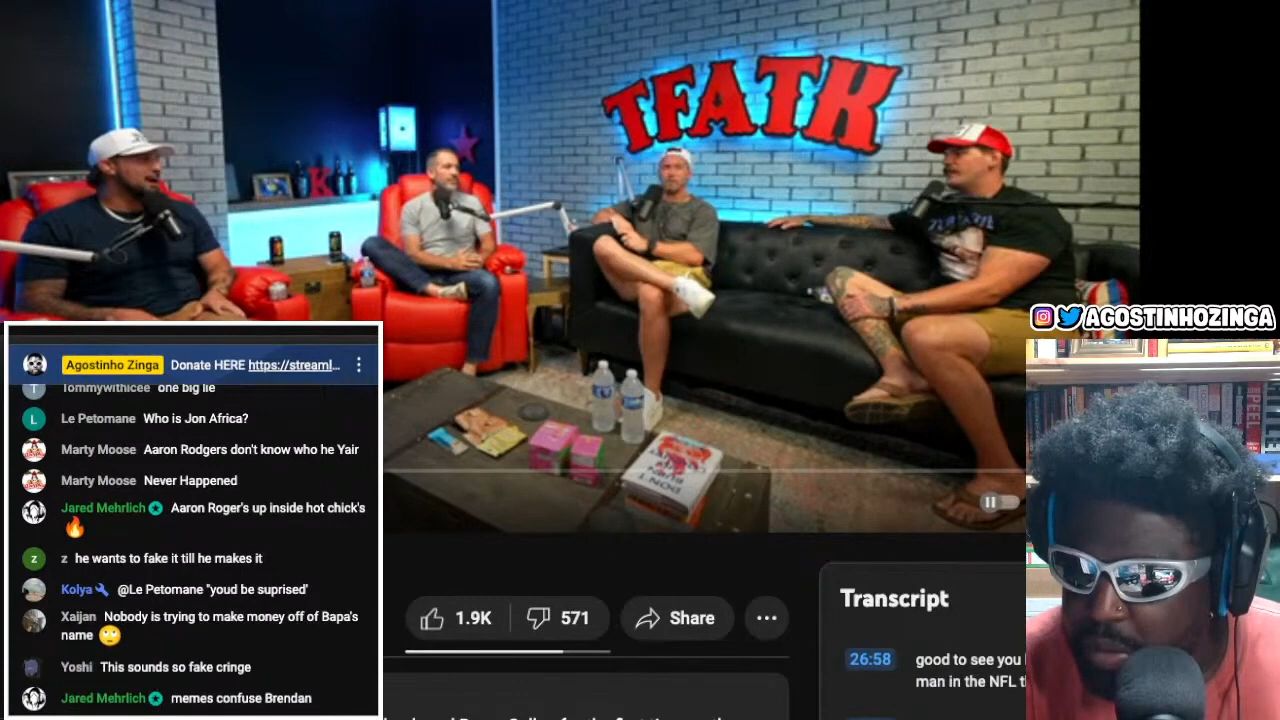 TFATK
K
AGOSTINHOZINGA
Agostinho Zinga Donate HERE https://streaml...
Tommywithicee one big lie
T
L Le Petomane Who is Jon Africa?
Marty Moose Aaron Rodgers don't know who he Yair
Marty Moose Never Happened
Jared Mehrlich Aaron Roger's up inside hot chick's
🔥
z z he wants to fake it till he makes it
Kolya @Le Petomane "youd be suprised"
Xaijan Nobody is trying to make money off of Bapa's
name 🙄
Yoshi This sounds so fake cringe
Jared Mehrlich memes confuse Brendan
DON'T
BURN
PEEL
1.9K
571
Share
Transcript
26:58
good to see you
man in the NFL